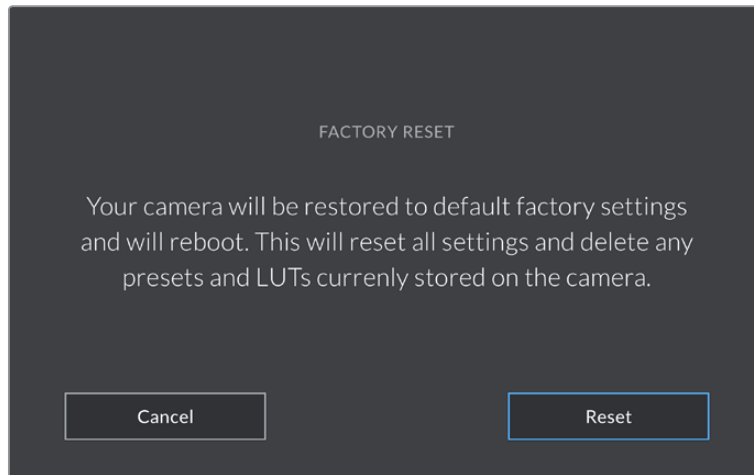 FACTORY RESET
Your camera will be restored to default factory settings
and will reboot. This will reset all settings and delete any
presets and LUTs currenly stored on the camera.
Cancel
Reset